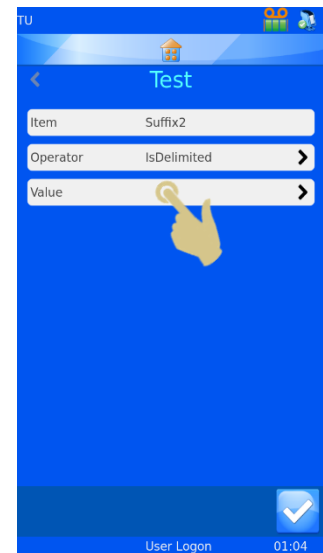 TU
Test
Item Suffix2
Operator IsDelimited
Value
User Logon 01:04